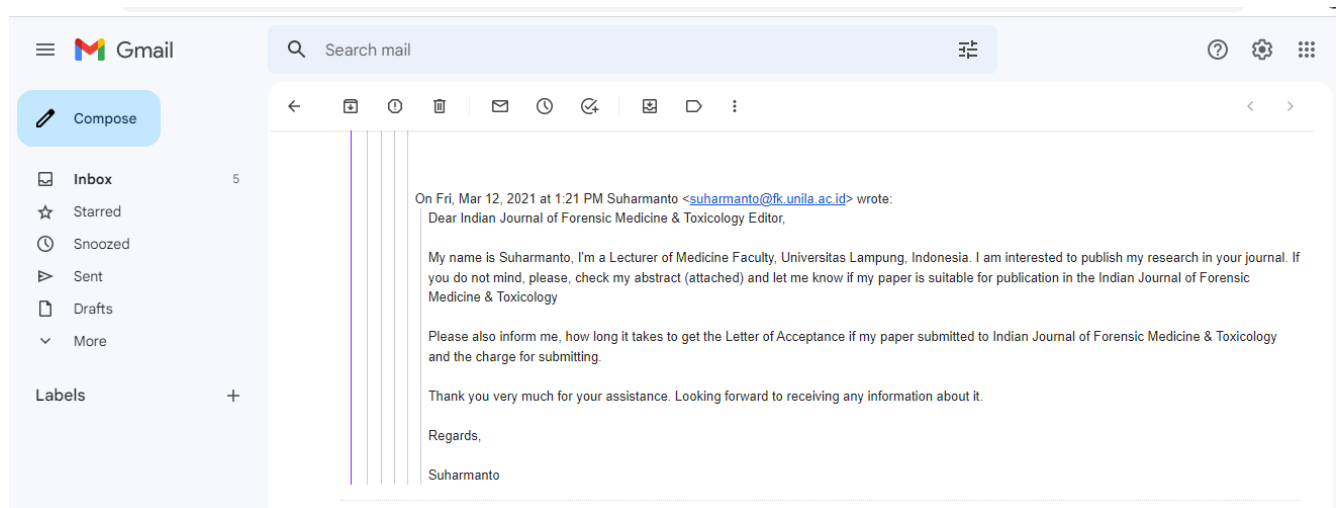 Gmail
Search mail
Compose
Inbox 5
Starred
Snoozed
Sent
Drafts
More
Labels
On Fri, Mar 12, 2021 at 1:21 PM Suharmanto <suharmanto@fk.unila.ac.id> wrote:
Dear Indian Journal of Forensic Medicine & Toxicology Editor,
My name is Suharmanto, I'm a Lecturer of Medicine Faculty, Universitas Lampung, Indonesia. I am interested to publish my research in your journal. If
you do not mind, please, check my abstract (attached) and let me know if my paper is suitable for publication in the Indian Journal of Forensic
Medicine & Toxicology
Please also inform me, how long it takes to get the Letter of Acceptance if my paper submitted to Indian Journal of Forensic Medicine & Toxicology
and the charge for submitting.
Thank you very much for your assistance. Looking forward to receiving any information about it.
Regards,
Suharmanto